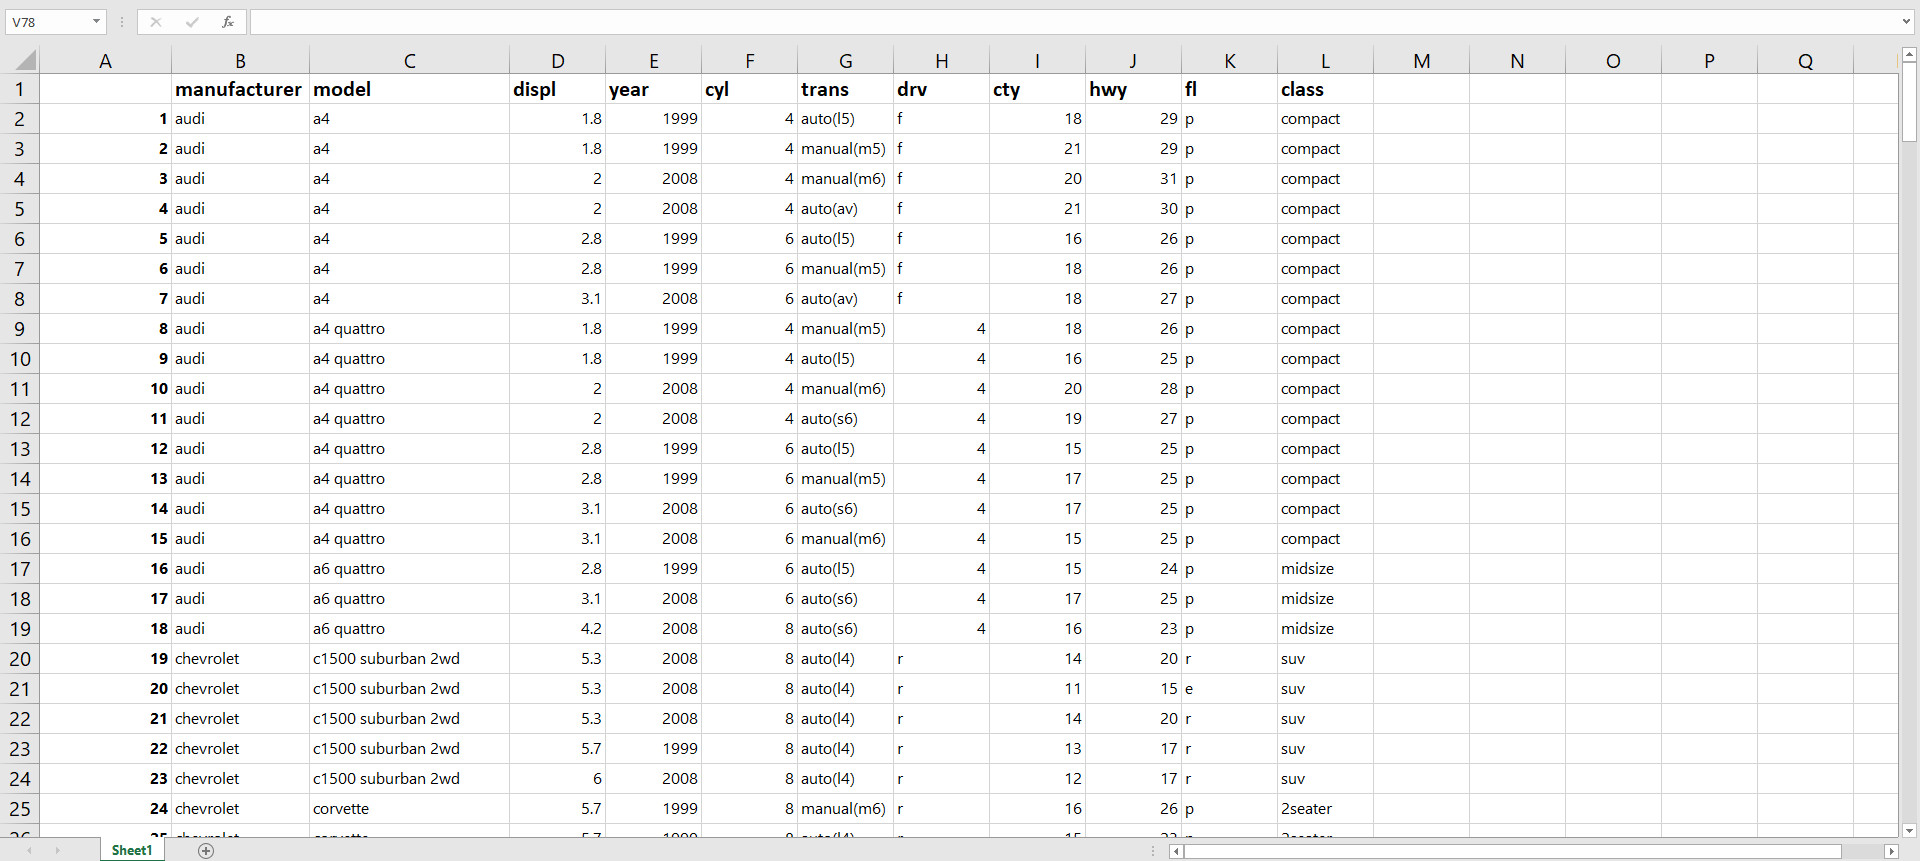 V78 fx
A B C D E F G H I J K L M N O P Q
1 manufacturer model displ year cyl trans drv cty hwy fl class
2 1 audi a4 1.8 1999 4 auto(l5) f 18 29 p compact
3 2 audi a4 1.8 1999 4 manual(m5) f 21 29 p compact
4 3 audi a4 2 2008 4 manual(m6) f 20 31 p compact
5 4 audi a4 2 2008 4 auto(av) f 21 30 p compact
6 5 audi a4 2.8 1999 6 auto(l5) f 16 26 p compact
7 6 audi a4 2.8 1999 6 manual(m5) f 18 26 p compact
8 7 audi a4 3.1 2008 6 auto(av) f 18 27 p compact
9 8 audi a4 quattro 1.8 1999 4 manual(m5) 4 18 26 p compact
10 9 audi a4 quattro 1.8 1999 4 auto(l5) 4 16 25 p compact
11 10 audi a4 quattro 2 2008 4 manual(m6) 4 20 28 p compact
12 11 audi a4 quattro 2 2008 4 auto(s6) 4 19 27 p compact
13 12 audi a4 quattro 2.8 1999 6 auto(l5) 4 15 25 p compact
14 13 audi a4 quattro 2.8 1999 6 manual(m5) 4 17 25 p compact
15 14 audi a4 quattro 3.1 2008 6 auto(s6) 4 17 25 p compact
16 15 audi a4 quattro 3.1 2008 6 manual(m6) 4 15 25 p compact
17 16 audi a6 quattro 2.8 1999 6 auto(l5) 4 15 24 p midsize
18 17 audi a6 quattro 3.1 2008 6 auto(s6) 4 17 25 p midsize
19 18 audi a6 quattro 4.2 2008 8 auto(s6) 4 16 23 p midsize
20 19 chevrolet c1500 suburban 2wd 5.3 2008 8 auto(l4) r 14 20 r suv
21 20 chevrolet c1500 suburban 2wd 5.3 2008 8 auto(l4) r 11 15 e suv
22 21 chevrolet c1500 suburban 2wd 5.3 2008 8 auto(l4) r 14 20 r suv
23 22 chevrolet c1500 suburban 2wd 5.7 1999 8 auto(l4) r 13 17 r suv
24 23 chevrolet c1500 suburban 2wd 6 2008 8 auto(l4) r 12 17 r suv
25 24 chevrolet corvette 5.7 1999 8 manual(m6) r 16 26 p 2seater
Sheet1